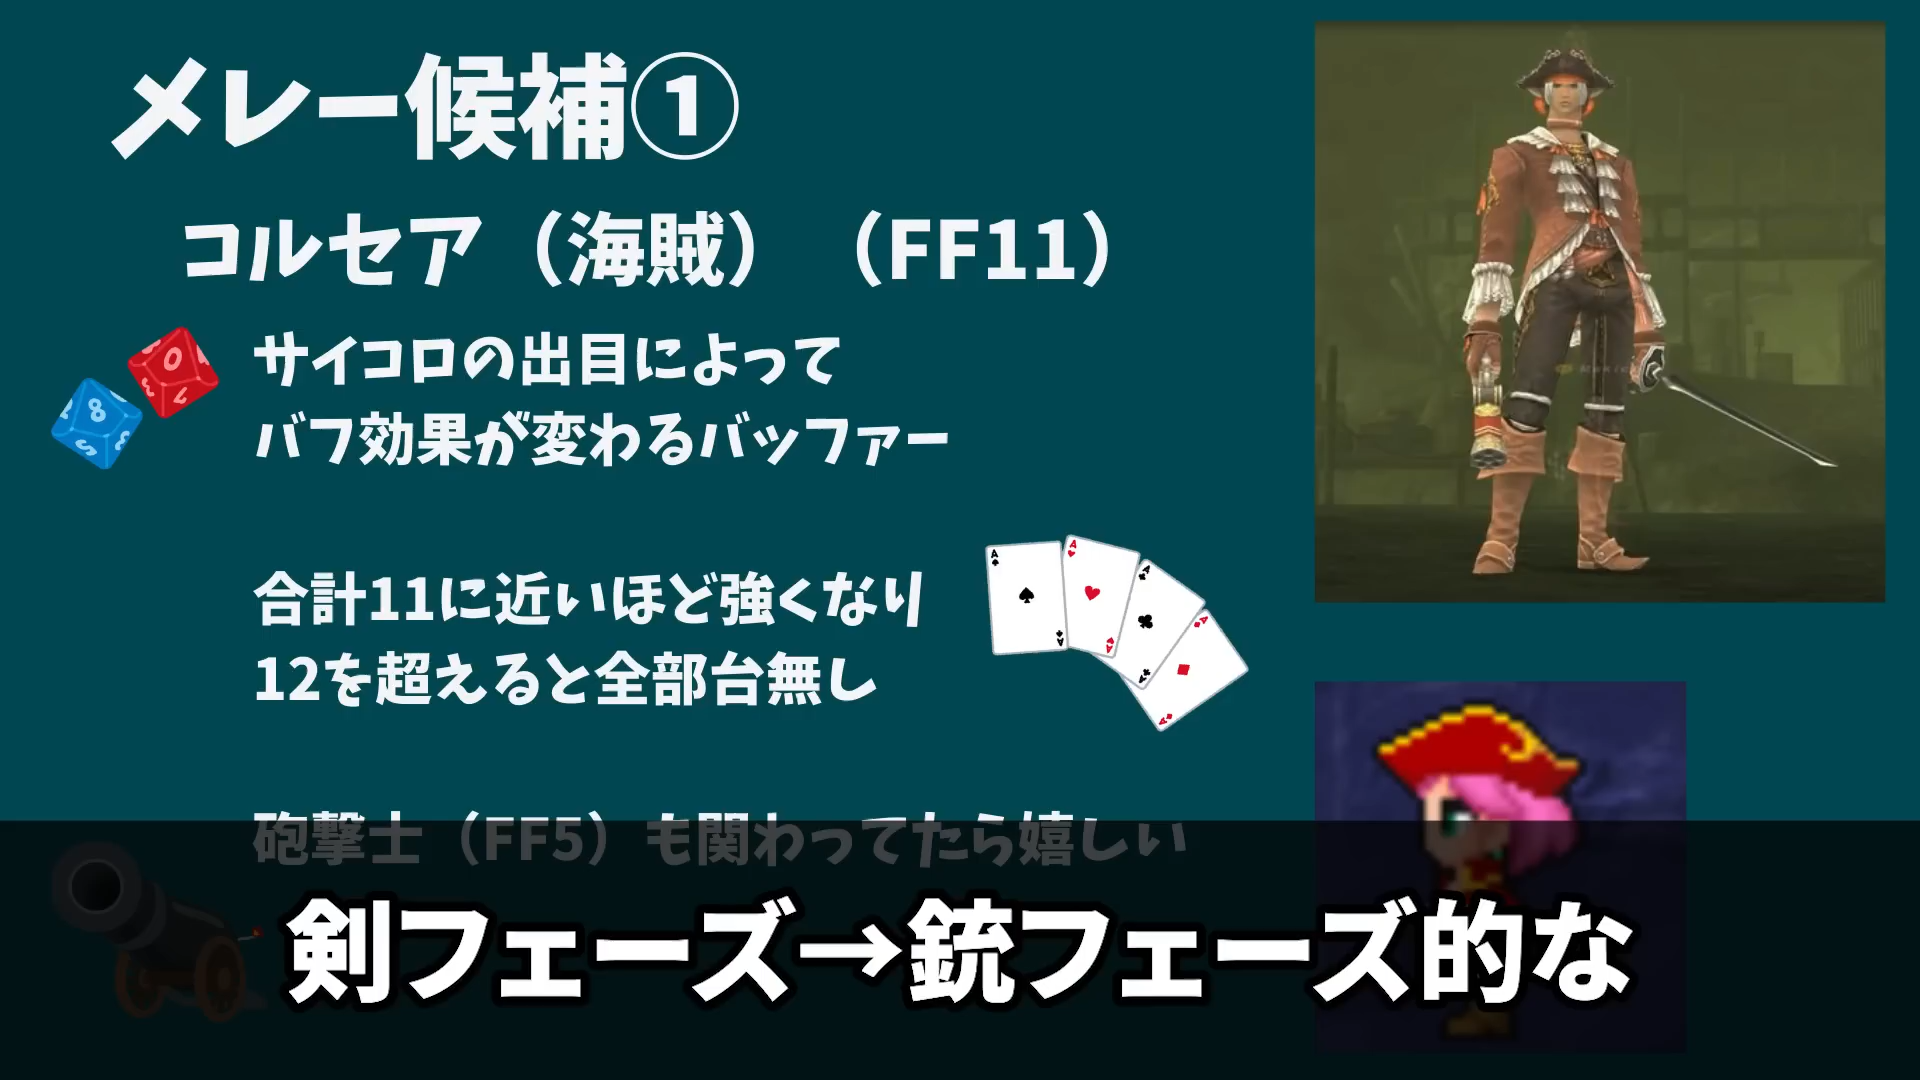 メレー候補①
コルセア（海賊）（FF11）
サイコロの出目によって
バフ効果が変わるバッファー
合計11に近いほど強くなり
12を超えると全部台無し
砲撃士（FF5）も関わってたら嬉しい
剣フェーズ→銃フェーズ的な